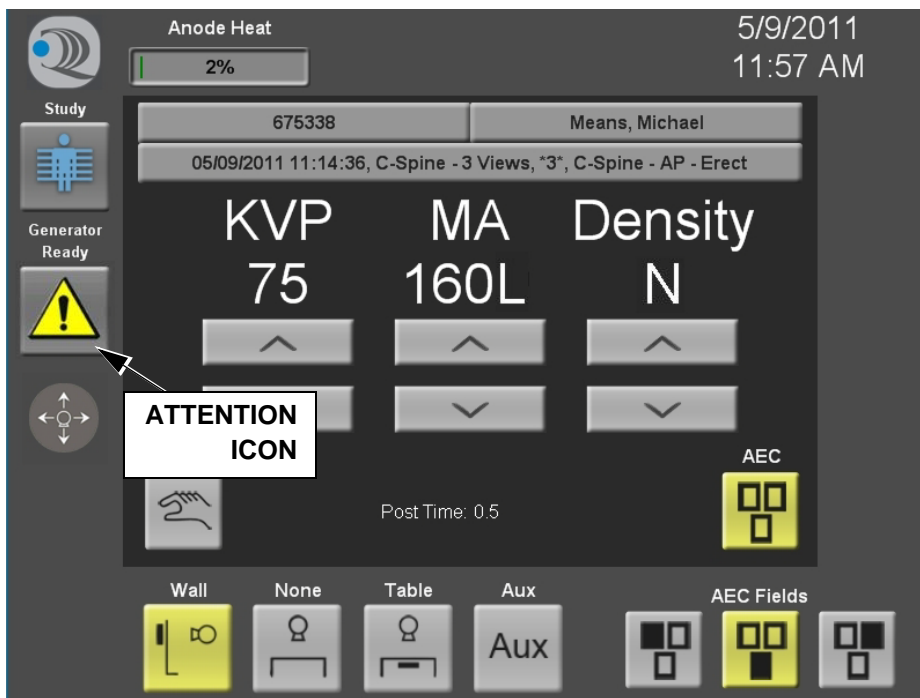 Anode Heat
2%
5/9/2011
11:57 AM
Study
675338
Means, Michael
05/09/2011 11:14:36, C-Spine - 3 Views, *3*, C-Spine - AP - Erect
Generator
Ready
KVP
MA
Density
75
160L
N
ATTENTION
ICON
AEC
Post Time: 0.5
Wall
None
Table
Aux
AEC Fields
Aux